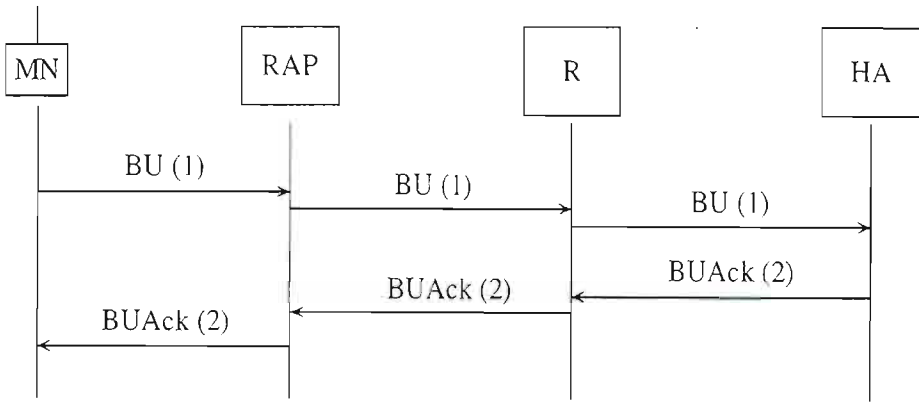 MN
RAP
R
HA
BU (1)
BU (1)
BU (1)
BUAck (2)
BUAck (2)
BUAck (2)